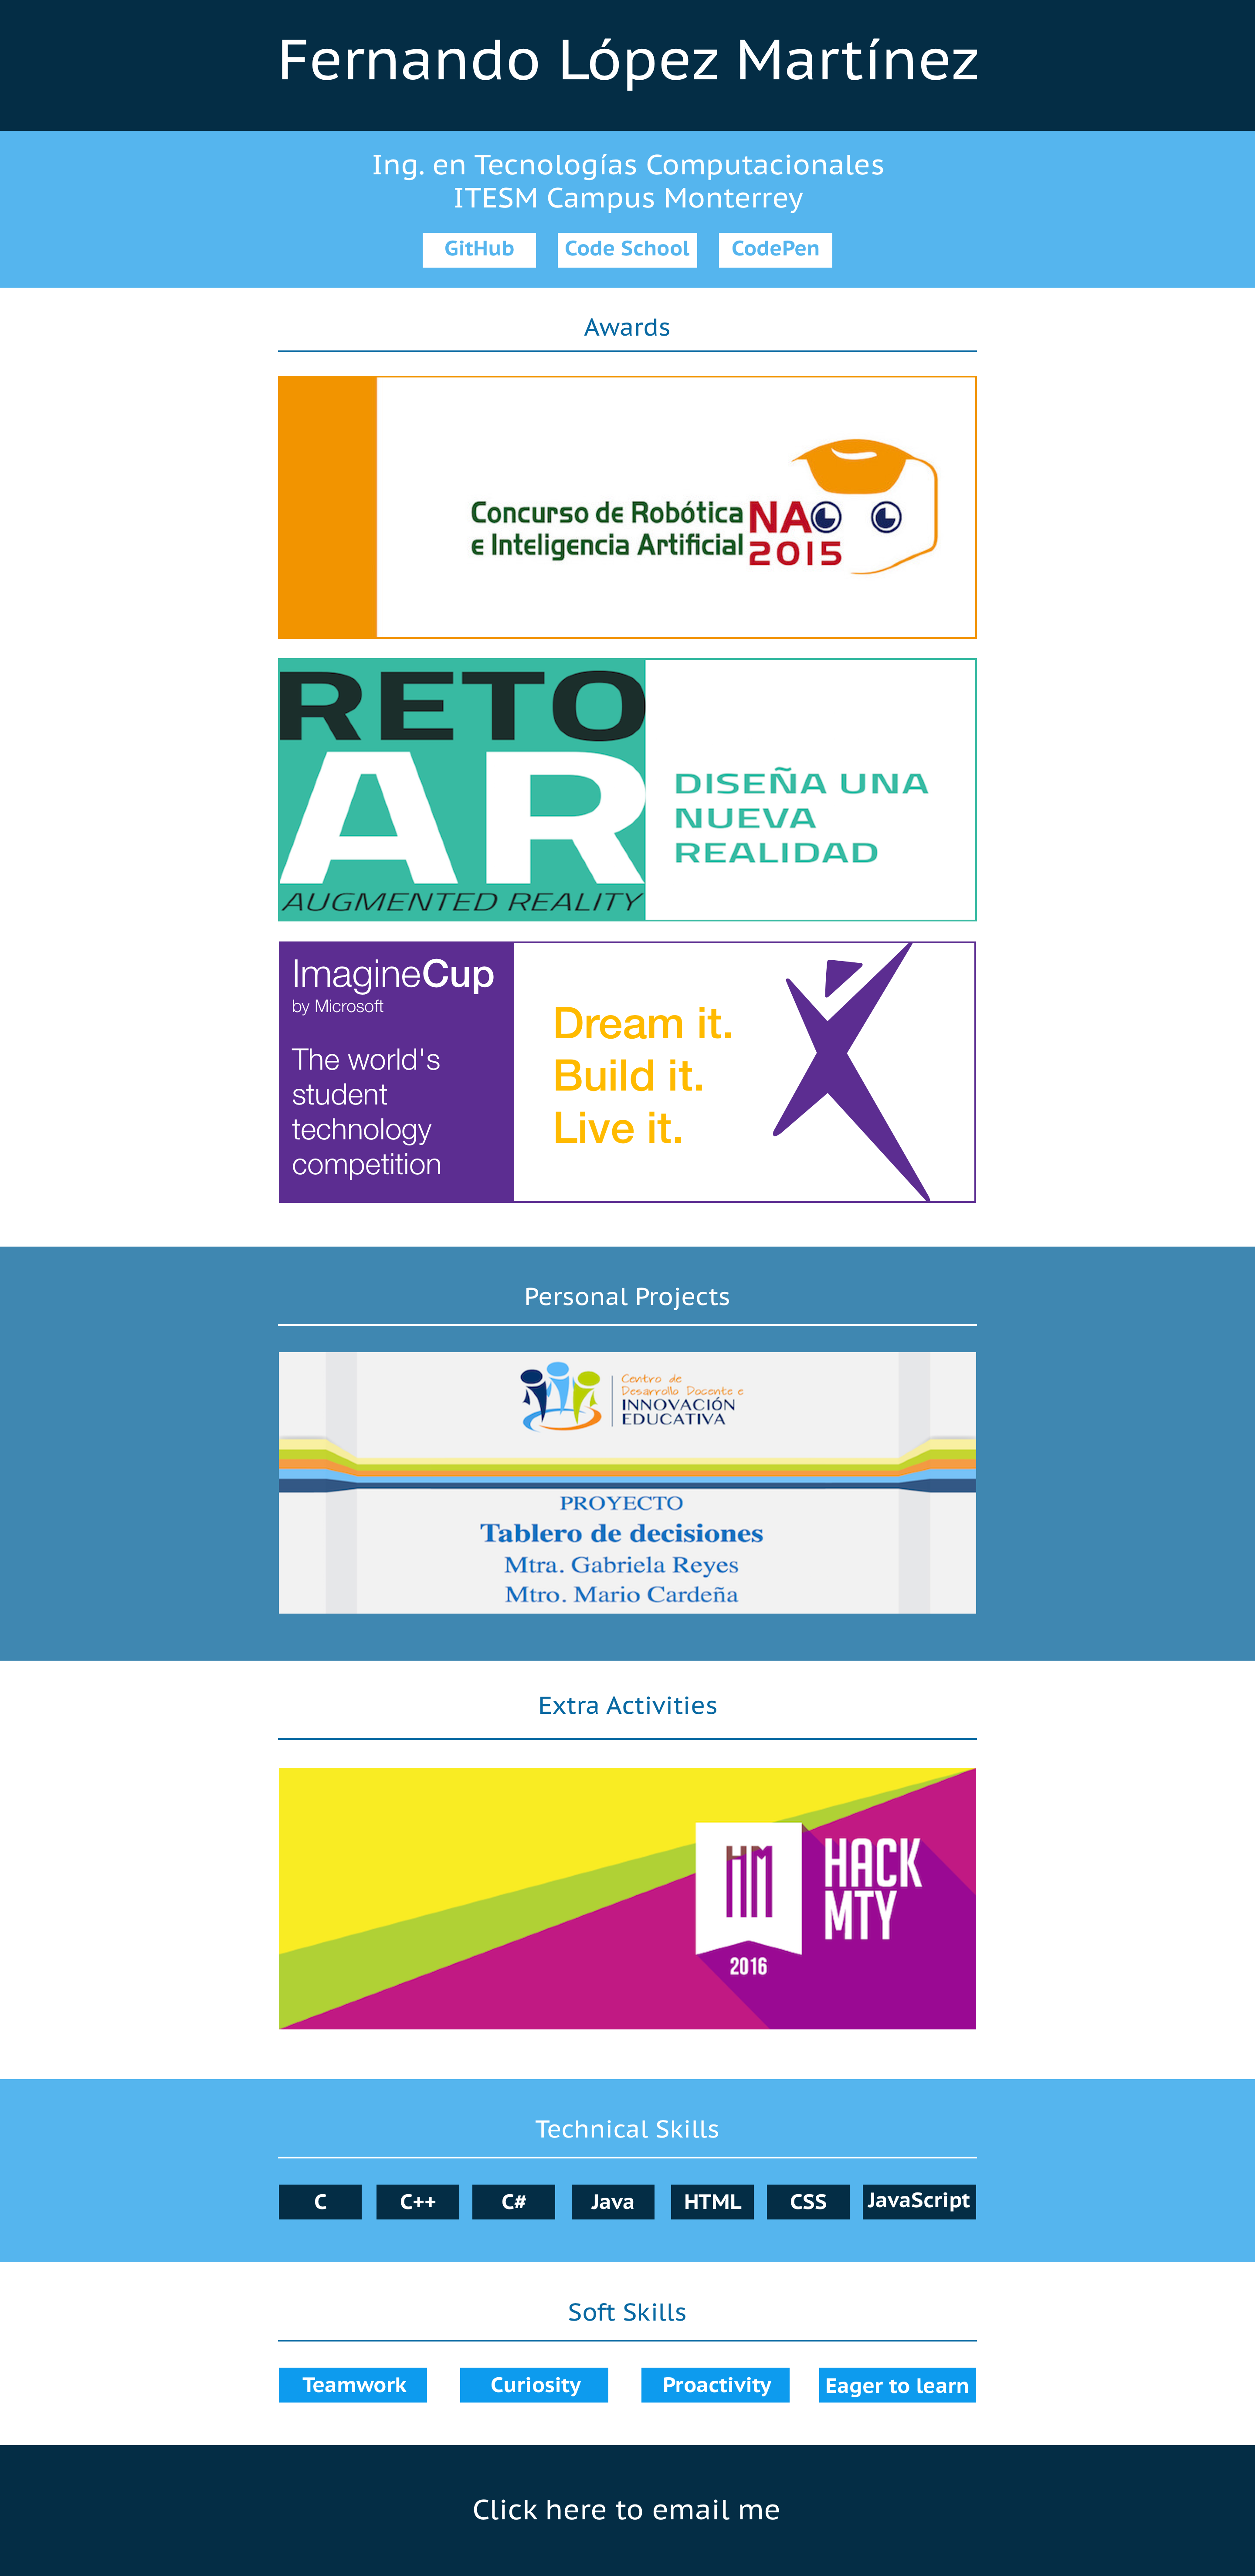 Fernando López Martínez
Ing. en Tecnologías Computacionales
ITESM Campus Monterrey
GitHub
Code School
CodePen
Awards
Concurso de Robótica
e Inteligencia Artificial
NAO
2015
RETO
AR
AUGMENTED REALITY
DISEÑA UNA
NUEVA
REALIDAD
ImagineCup
by Microsoft
The world's
student
technology
competition
Dream it.
Build it.
Live it.
Personal Projects
Centro de
Desarrollo Docente e
INNOVACIÓN
EDUCATIVA
PROYECTO
Tablero de decisiones
Mtra. Gabriela Reyes
Mtro. Mario Cardeña
Extra Activities
HM
2016
HACK
MTY
Technical Skills
C
C++
C#
Java
HTML
CSS
JavaScript
Soft Skills
Teamwork
Curiosity
Proactivity
Eager to learn
Click here to email me